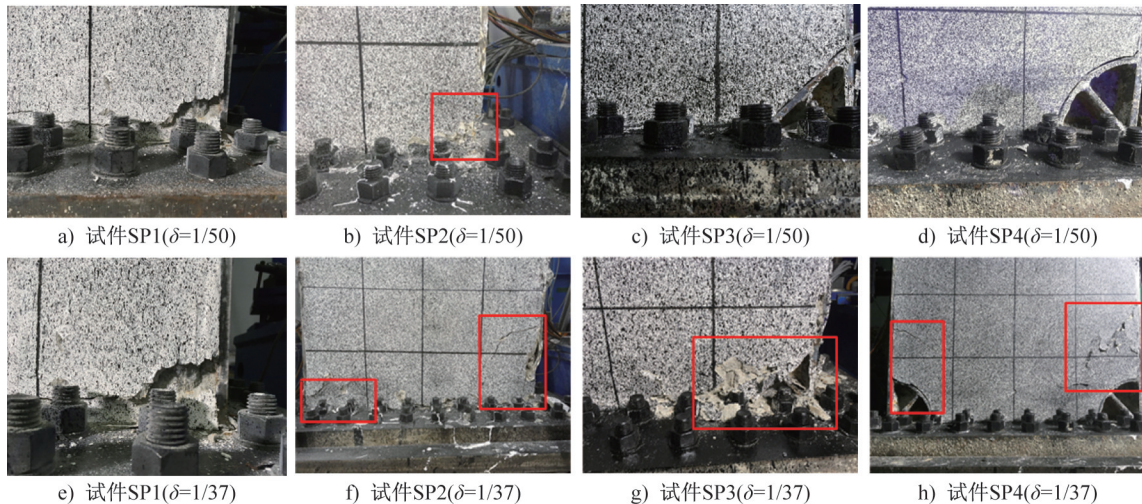 a) 试件SP1(δ=1/50)
b) 试件SP2(δ=1/50)
c) 试件SP3(δ=1/50)
d) 试件SP4(δ=1/50)
e) 试件SP1(δ=1/37)
f) 试件SP2(δ=1/37)
g) 试件SP3(δ=1/37)
h) 试件SP4(δ=1/37)